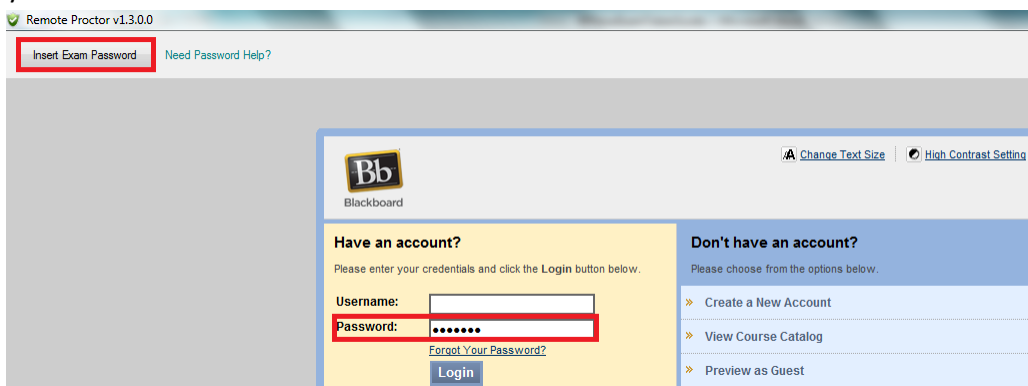 Remote Proctor v1.3.0.0
Insert Exam Password Need Password Help?
Bb
Blackboard
Change Text Size High Contrast Setting
Have an account?
Please enter your credentials and click the Login button below.
Username:
Password: •••••••
Forgot Your Password?
Login
Don't have an account?
Please choose from the options below.
» Create a New Account
» View Course Catalog
» Preview as Guest